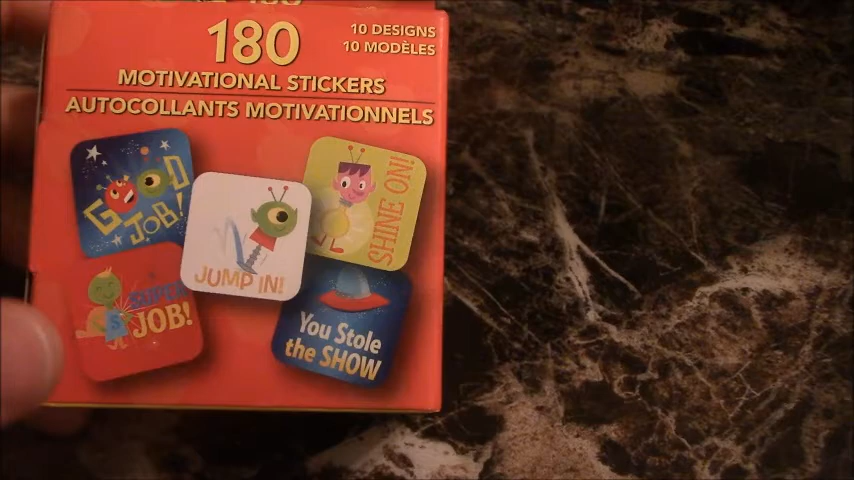 180
10 DESIGNS
10 MODÈLES
MOTIVATIONAL STICKERS
AUTOCOLLANTS MOTIVATIONNELS
GOOD
JOB!
SHINE ON!
JUMP IN!
SUPER
S
JOB!
You Stole
the SHOW